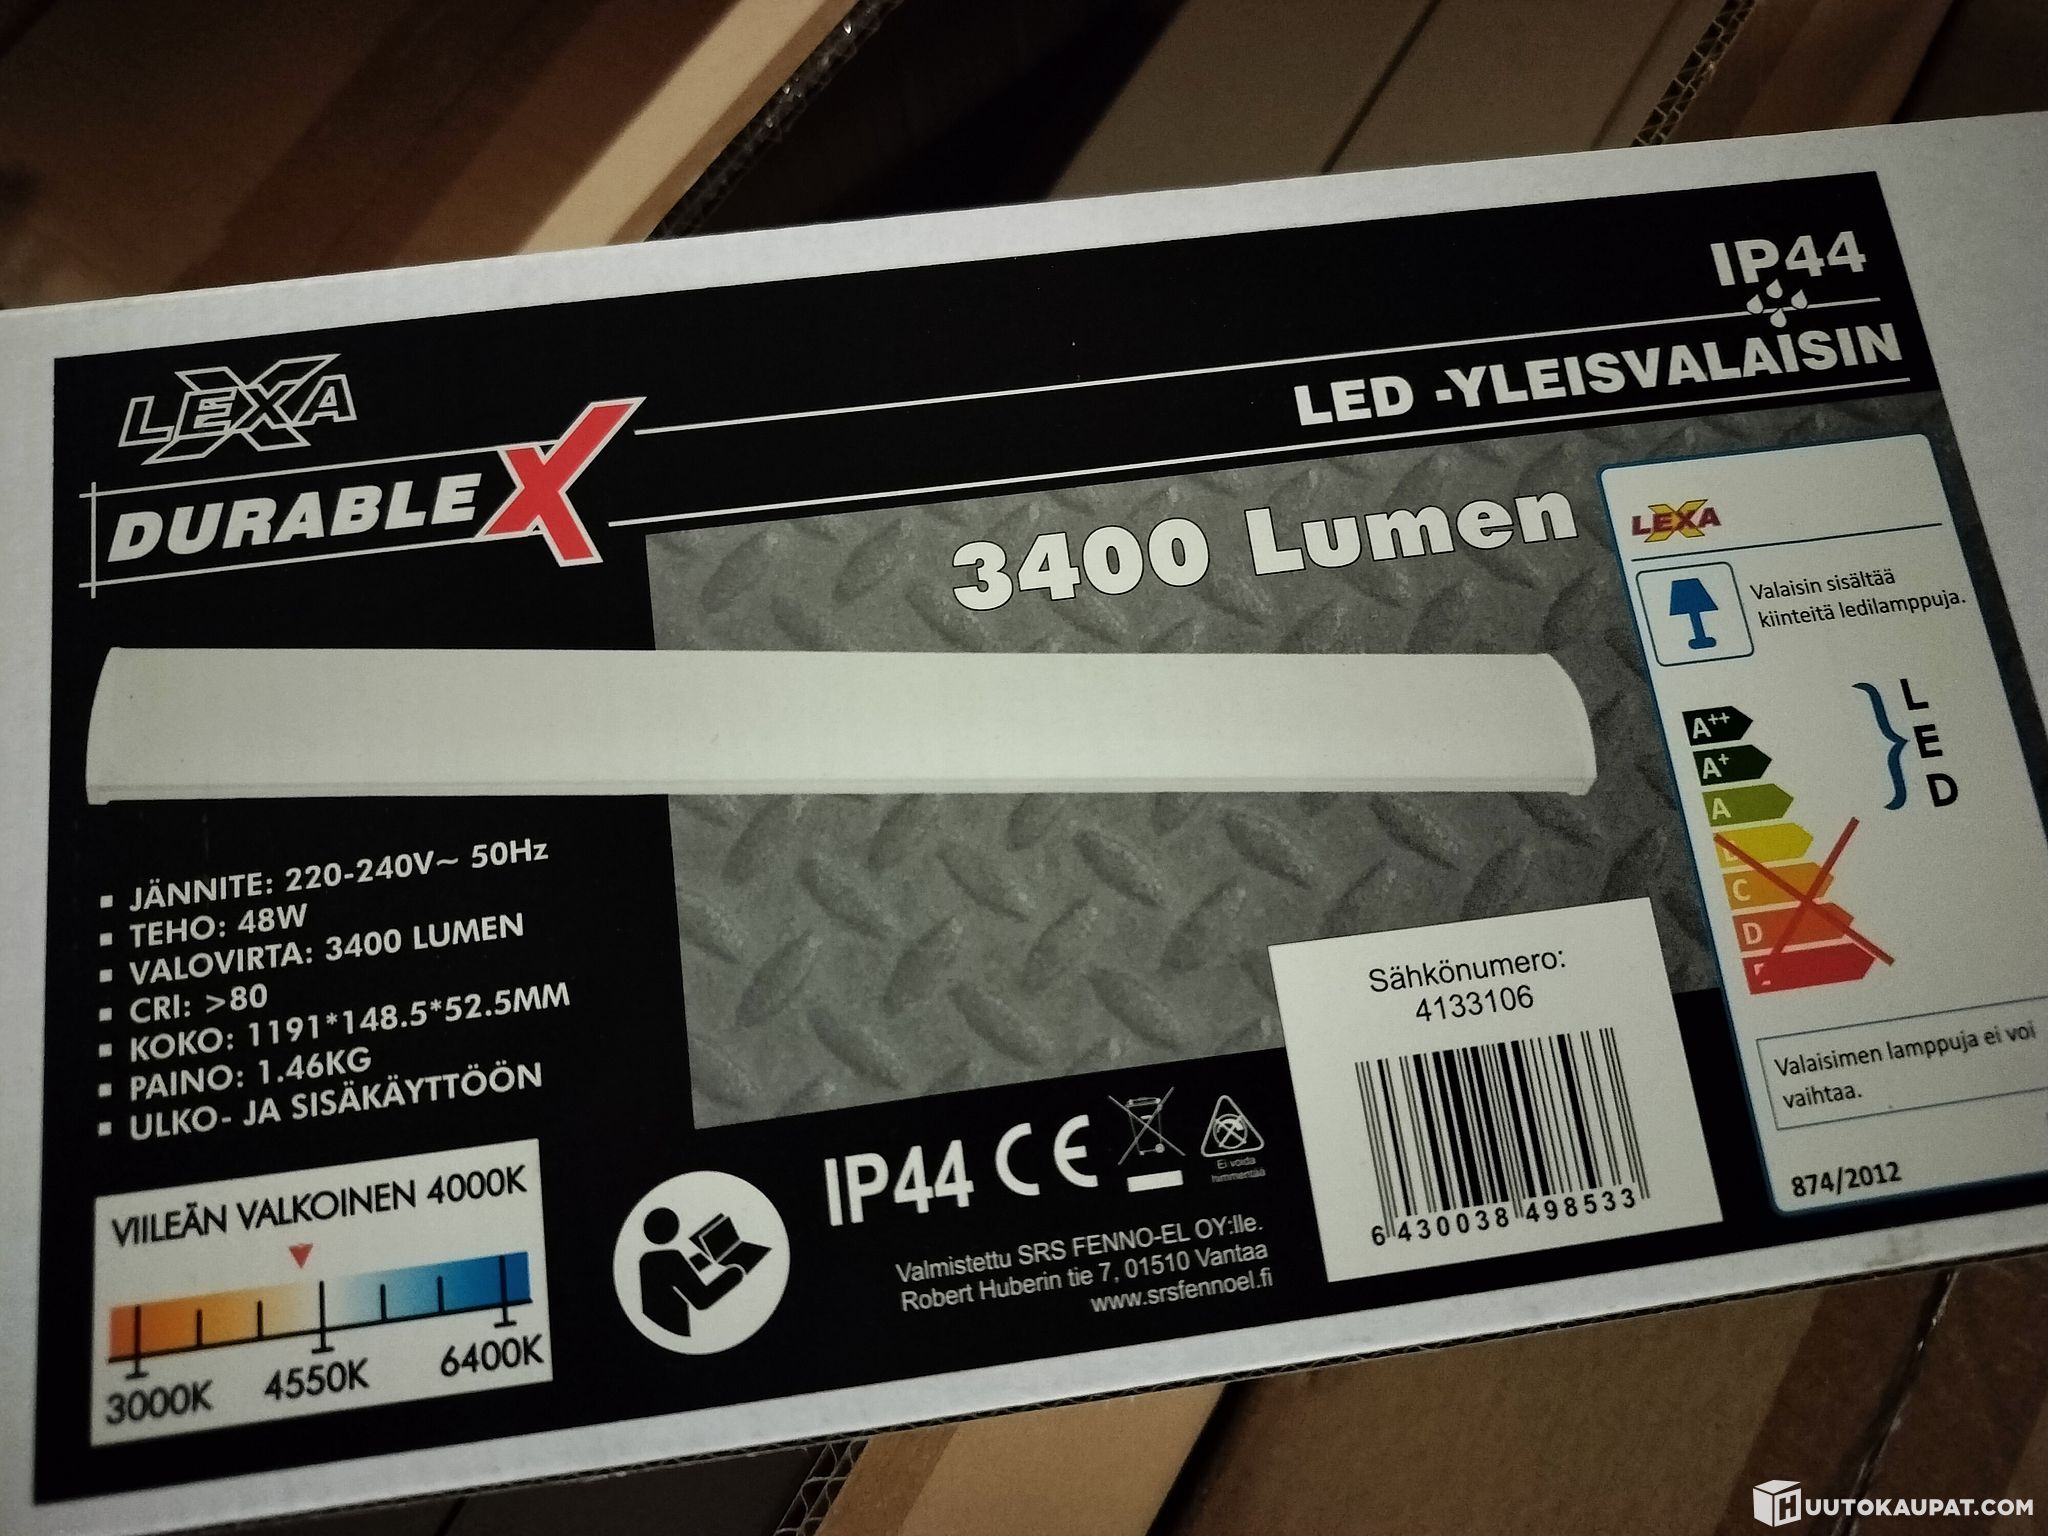 IP44
LEXA
DURABLE X
LED -YLEISVALAISIN
3400 Lumen
LEXA
Valaisin sisältää
kiinteitä ledilamppuja.
A++
A+
A
C
D
L
E
D
Valaisimen lamppuja ei voi
vaihtaa.
874/2012
▪ JÄNNITE: 220-240V~ 50Hz
▪ TEHO: 48W
▪ VALOVIRTA: 3400 LUMEN
▪ CRI: >80
▪ KOKO: 1191*148.5*52.5MM
▪ PAINO: 1.46KG
▪ ULKO- JA SISÄKÄYTTÖÖN
VIILEÄN VALKOINEN 4000K
3000K 4550K 6400K
IP44 CE
Ei voida
himmentää
Valmistettu SRS FENNO-EL OY:lle.
Robert Huberin tie 7, 01510 Vantaa
www.srsfennoel.fi
Sähkönumero:
4133106
6 430038 498533
HUUTOKAUPAT.COM